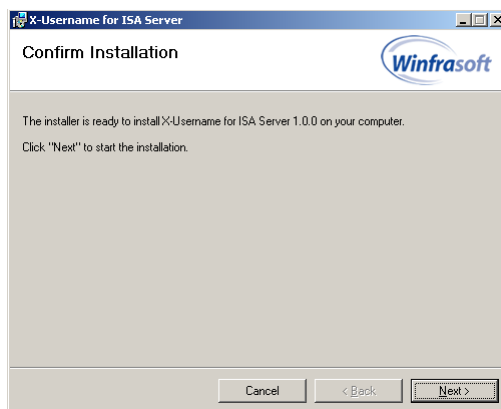 X-Username for ISA Server
Confirm Installation
Winfrasoft
The installer is ready to install X-Username for ISA Server 1.0.0 on your computer.
Click "Next" to start the installation.
Cancel
< Back
Next >